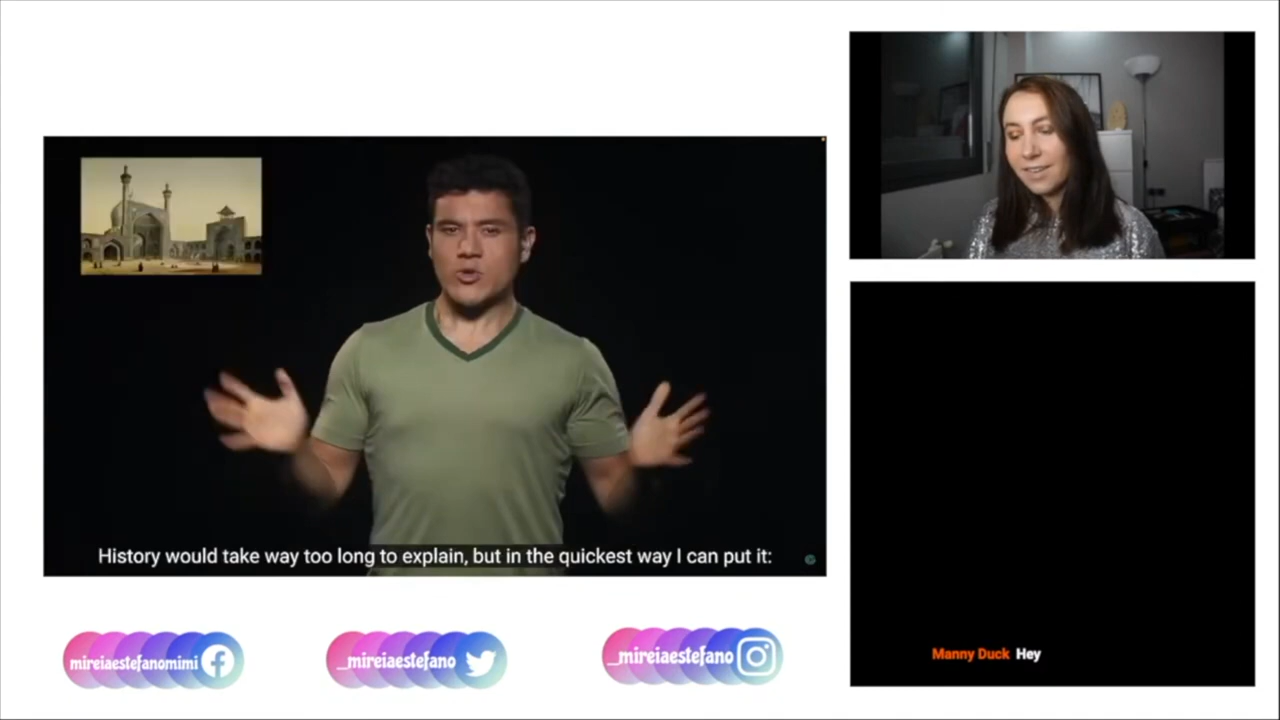 History would take way too long to explain, but in the quickest way I can put it:
Manny Duck Hey
mireiaestefanomimi
_mireiaestefano
_mireiaestefano